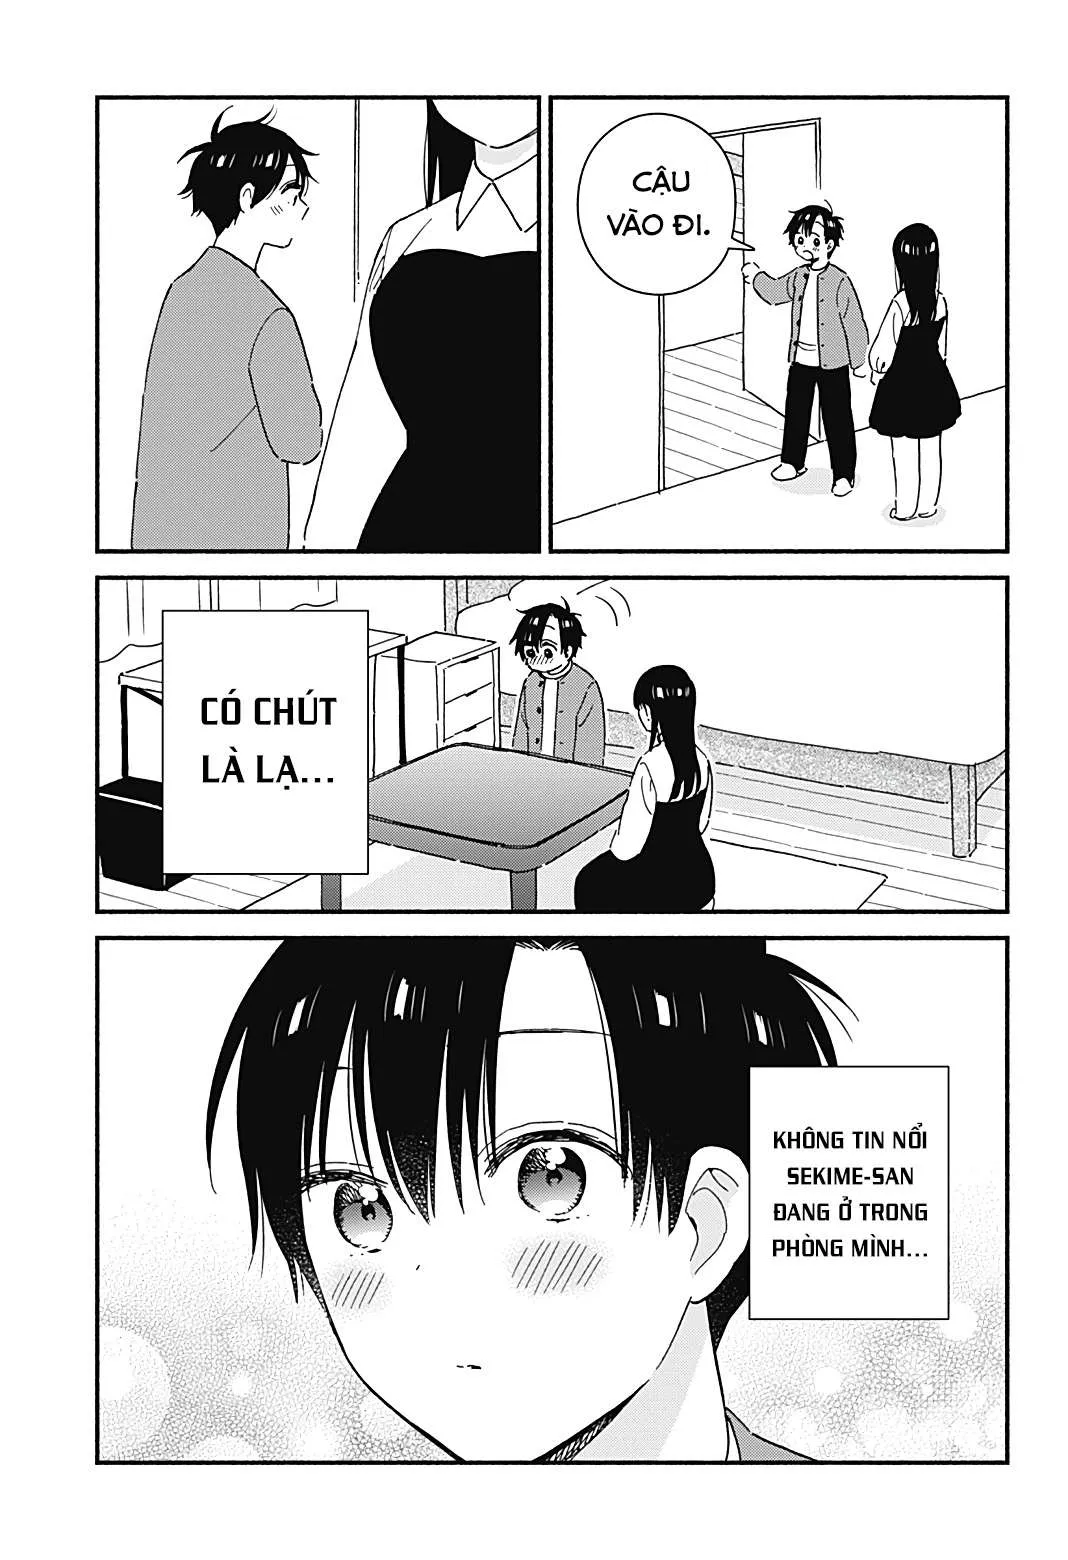 CẬU
VÀO ĐI.
CÓ CHÚT
LÀ LẠ...
KHÔNG TIN NỔI
SEKIME-SAN
ĐANG Ở TRONG
PHÒNG MÌNH...